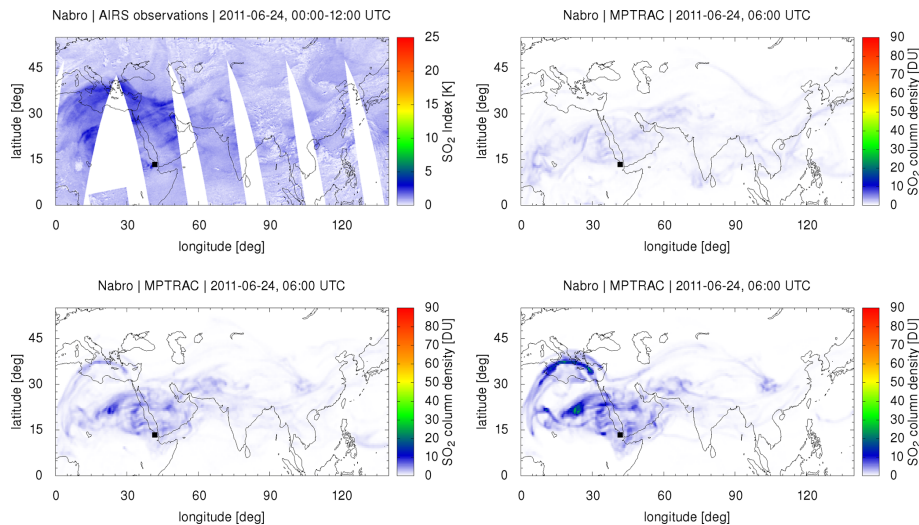 Nabro | AIRS observations | 2011-06-24, 00:00-12:00 UTC
latitude [deg]
45
30
15
0
0 30 60 90 120
longitude [deg]
25
20
15
10
5
0
SO₂ Index [K]
Nabro | MPTRAC | 2011-06-24, 06:00 UTC
latitude [deg]
45
30
15
0
0 30 60 90 120
longitude [deg]
90
80
70
60
50
40
30
20
10
0
SO₂ column density [DU]
Nabro | MPTRAC | 2011-06-24, 06:00 UTC
latitude [deg]
45
30
15
0
0 30 60 90 120
longitude [deg]
90
80
70
60
50
40
30
20
10
0
SO₂ column density [DU]
Nabro | MPTRAC | 2011-06-24, 06:00 UTC
latitude [deg]
45
30
15
0
0 30 60 90 120
longitude [deg]
90
80
70
60
50
40
30
20
10
0
SO₂ column density [DU]